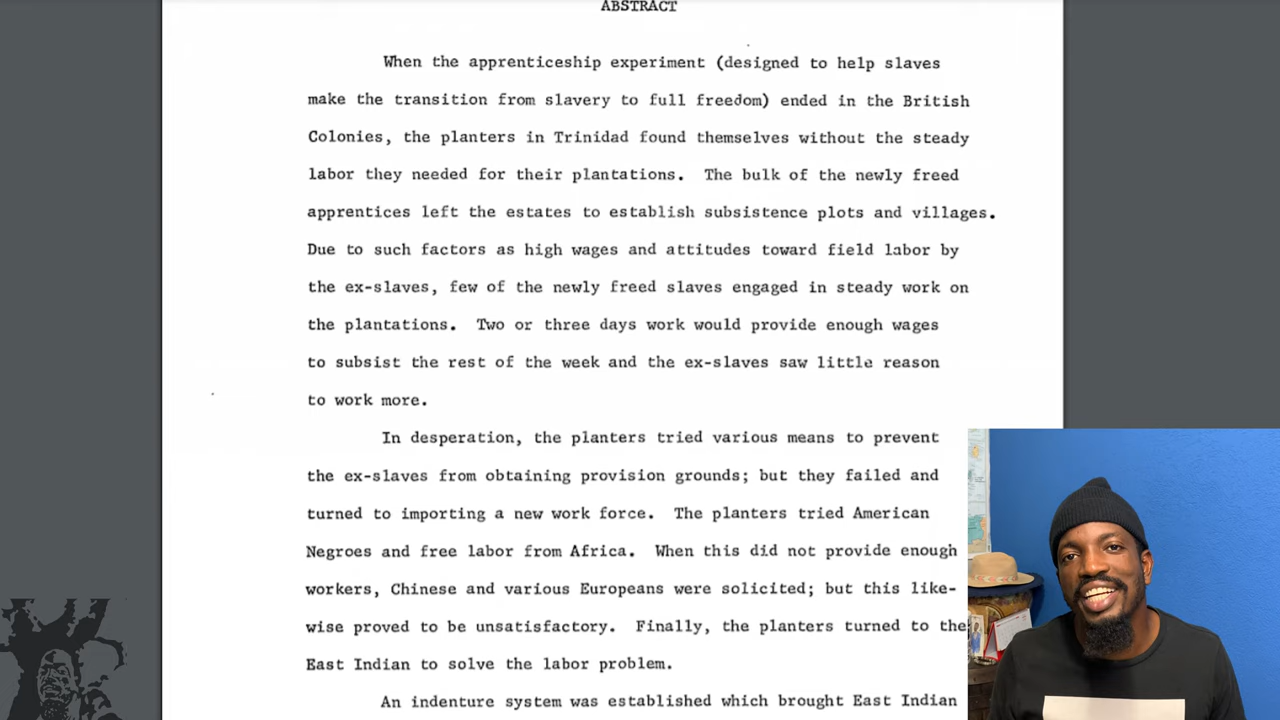 ABSTRACT
When the apprenticeship experiment (designed to help slaves
make the transition from slavery to full freedom) ended in the British
Colonies, the planters in Trinidad found themselves without the steady
labor they needed for their plantations. The bulk of the newly freed
apprentices left the estates to establish subsistence plots and villages.
Due to such factors as high wages and attitudes toward field labor by
the ex-slaves, few of the newly freed slaves engaged in steady work on
the plantations. Two or three days work would provide enough wages
to subsist the rest of the week and the ex-slaves saw little reason
to work more.
In desperation, the planters tried various means to prevent
the ex-slaves from obtaining provision grounds; but they failed and
turned to importing a new work force. The planters tried American
Negroes and free labor from Africa. When this did not provide enough
workers, Chinese and various Europeans were solicited; but this like-
wise proved to be unsatisfactory. Finally, the planters turned to the
East Indian to solve the labor problem.
An indenture system was established which brought East Indian